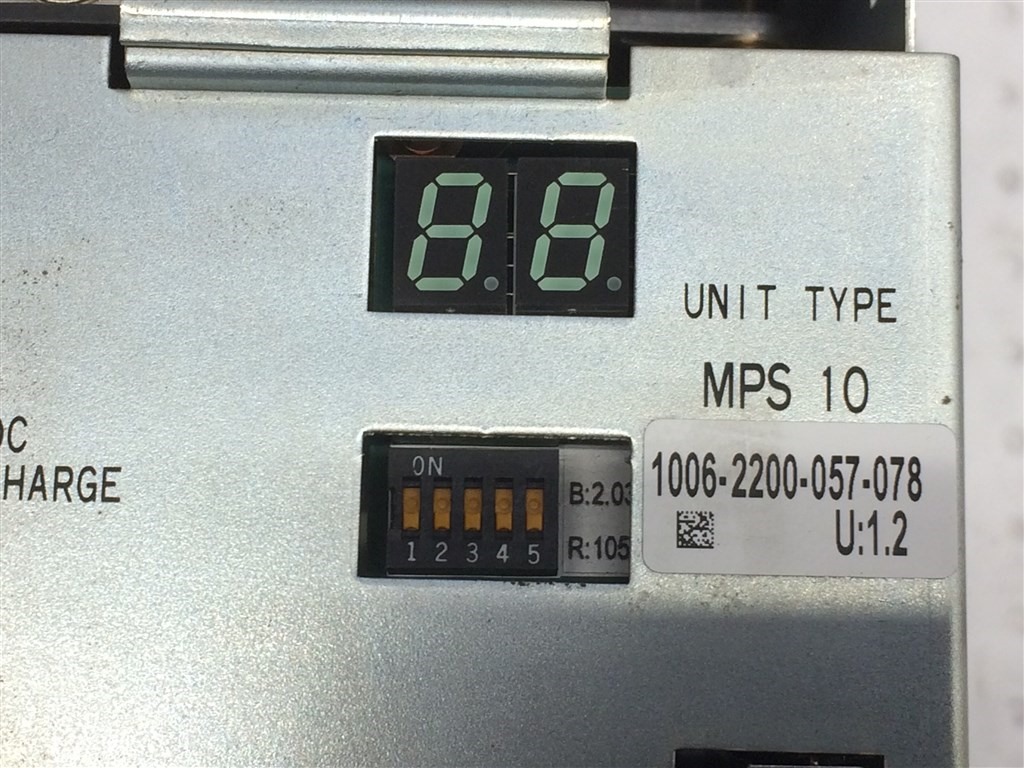 UNIT TYPE
MPS 10
1006-2200-057-078
U:1.2
ON
1 2 3 4 5
B:2.03
R:105
DC
HARGE